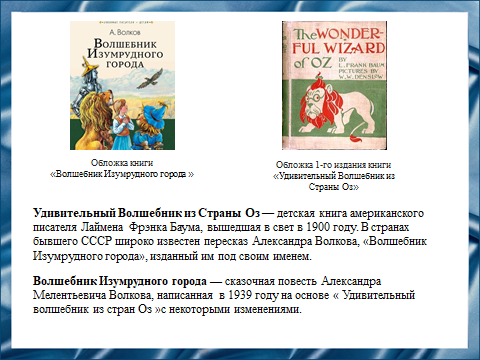 А. Волков
Волшебник
Изумрудного
города
The WONDER-
FUL WIZARD
of OZ BY
L. FRANK BAUM
PICTURES BY
W. W. DENSLOW
Обложка книги
«Волшебник Изумрудного города »
Обложка 1-го издания книги
«Удивительный Волшебник из
Страны Оз»
Удивительный Волшебник из Страны Оз — детская книга американского
писателя Лаймена Фрэнка Баума, вышедшая в свет в 1900 году. В странах
бывшего СССР широко известен пересказ Александра Волкова, «Волшебник
Изумрудного города», изданный им под своим именем.
Волшебник Изумрудного города — сказочная повесть Александра
Мелентьевича Волкова, написанная в 1939 году на основе « Удивительный
волшебник из стран Оз »с некоторыми изменениями.